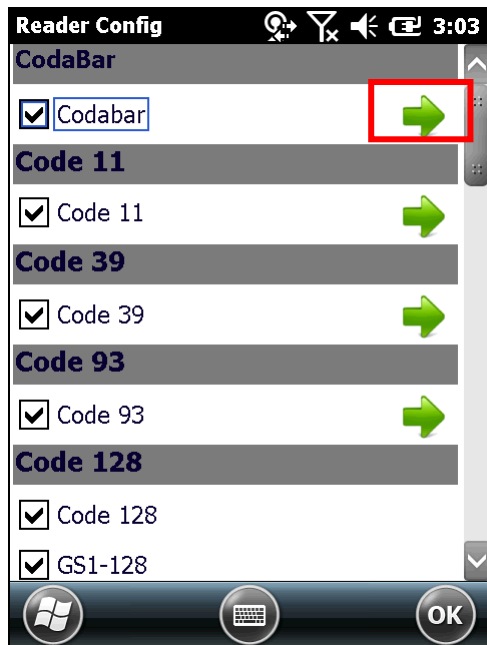 Reader Config 3:03
CodaBar
Codabar
Code 11
Code 11
Code 39
Code 39
Code 93
Code 93
Code 128
Code 128
GS1-128
OK